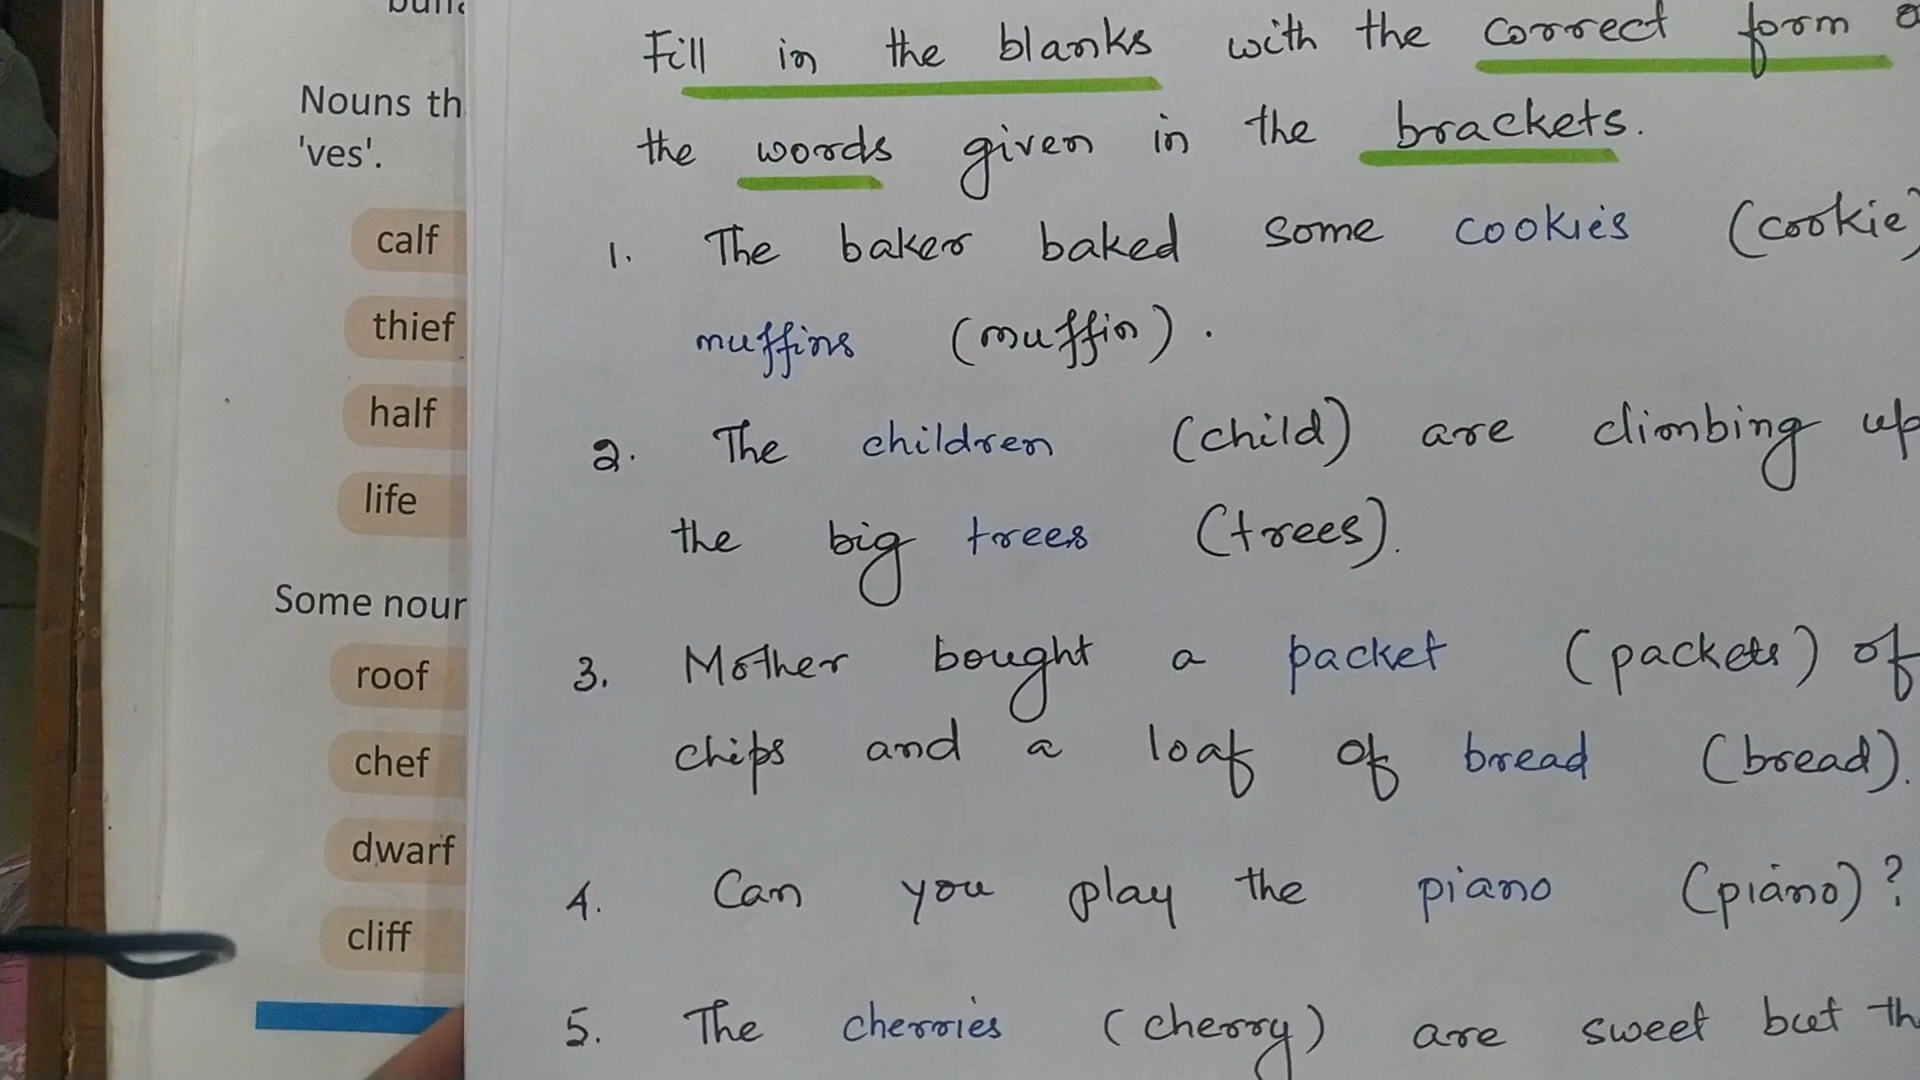 Nouns th
'ves'.
calf
thief
half
life
Some nour
roof
chef
dwarf
cliff
Fill in the blanks with the correct form
the words given in the brackets.
1. The baker baked some cookies (cookie)
muffins (muffin).
2. The children (child) are climbing up
the big trees (trees).
3. Mother bought a packet (packets) of
chips and a loaf of bread (bread).
4. Can you play the piano (piano)?
5. The cherries (cherry) are sweet but th